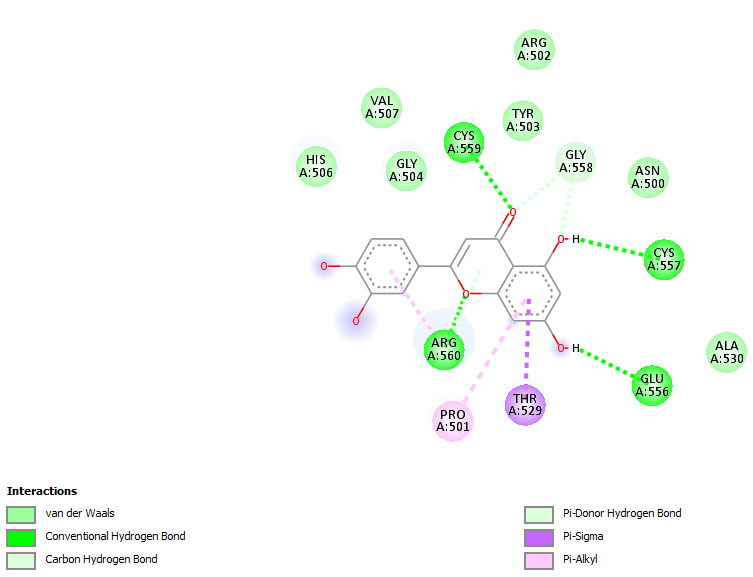 ARG
A:502
VAL
A:507
TYR
A:503
CYS
A:559
HIS
A:506
GLY
A:504
GLY
A:558
ASN
A:500
O
O H
CYS
A:557
O
O
O
ARG
A:560
O H
ALA
A:530
GLU
A:556
THR
A:529
PRO
A:501
Interactions
van der Waals
Conventional Hydrogen Bond
Carbon Hydrogen Bond
Pi-Donor Hydrogen Bond
Pi-Sigma
Pi-Alkyl